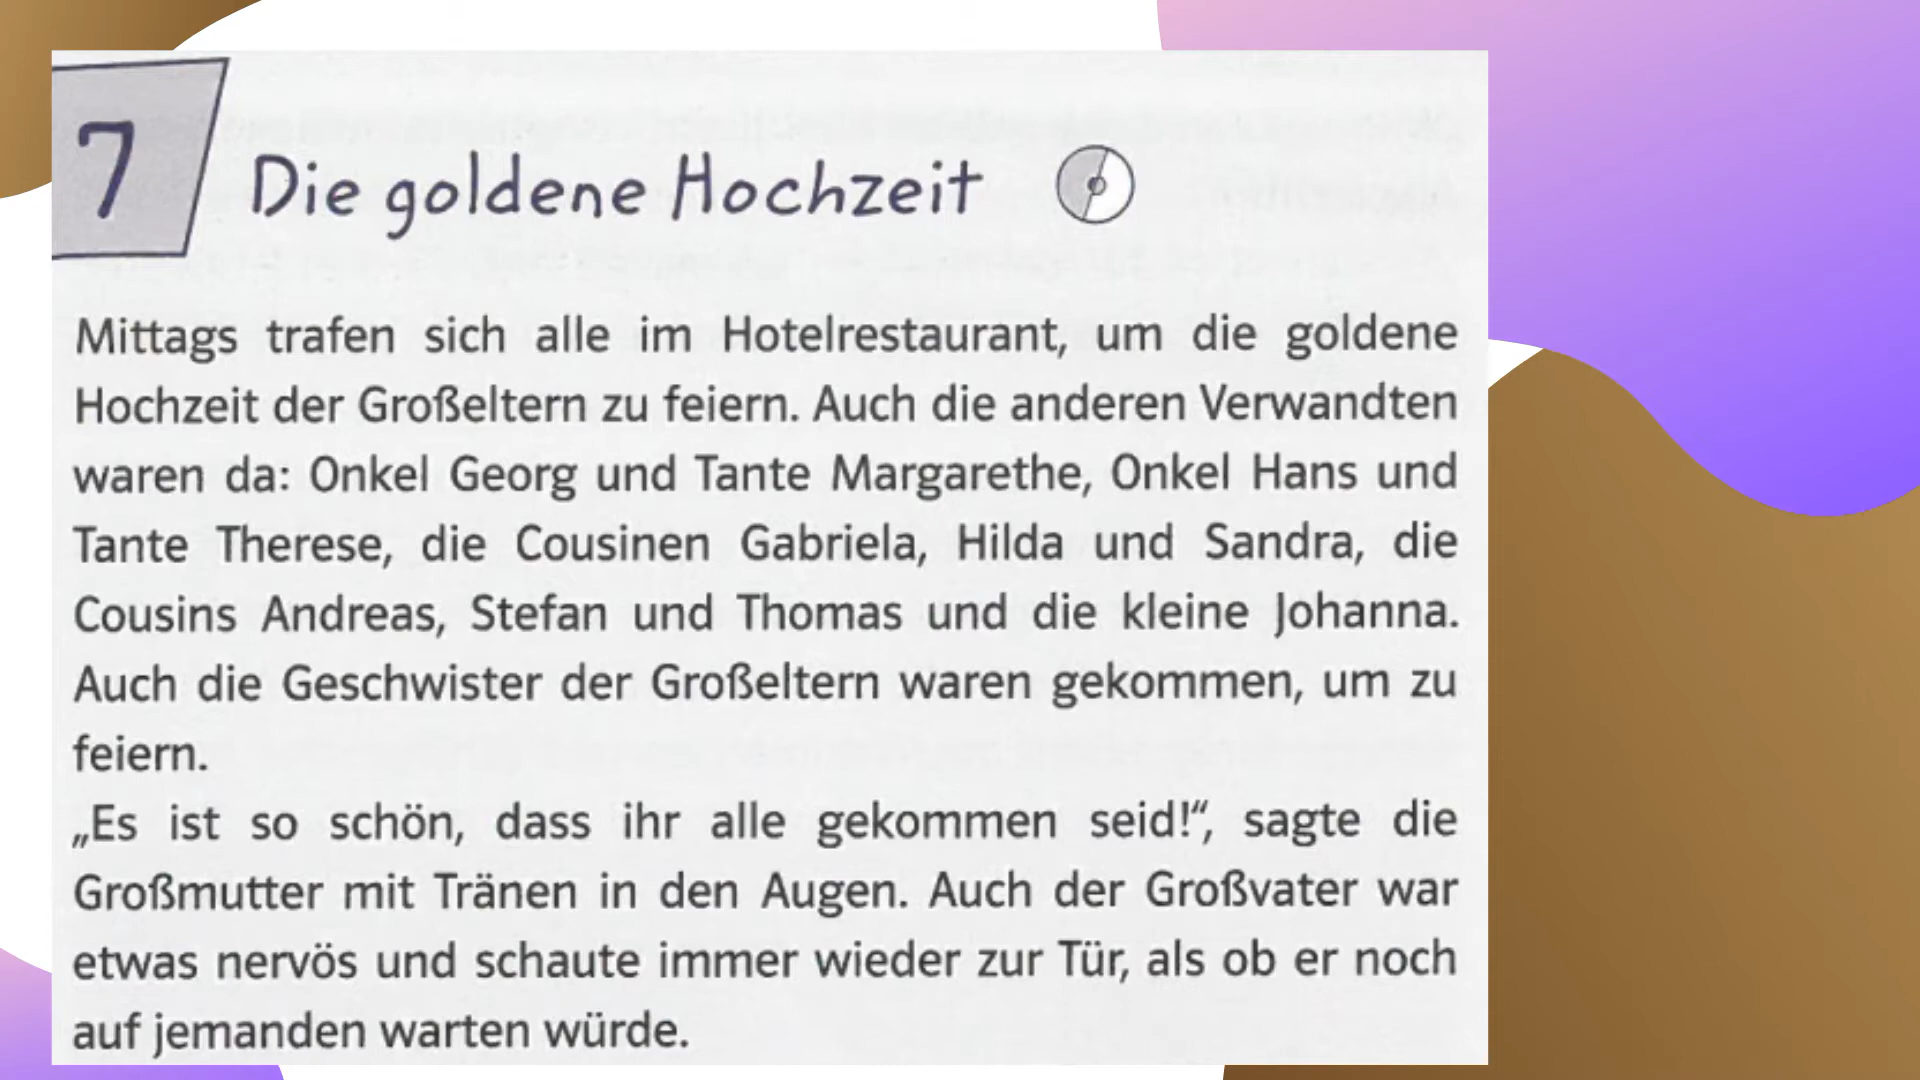 7
Die goldene Hochzeit
Mittags trafen sich alle im Hotelrestaurant, um die goldene
Hochzeit der Großeltern zu feiern. Auch die anderen Verwandten
waren da: Onkel Georg und Tante Margarethe, Onkel Hans und
Tante Therese, die Cousinen Gabriela, Hilda und Sandra, die
Cousins Andreas, Stefan und Thomas und die kleine Johanna.
Auch die Geschwister der Großeltern waren gekommen, um zu
feiern.
„Es ist so schön, dass ihr alle gekommen seid!“, sagte die
Großmutter mit Tränen in den Augen. Auch der Großvater war
etwas nervös und schaute immer wieder zur Tür, als ob er noch
auf jemanden warten würde.